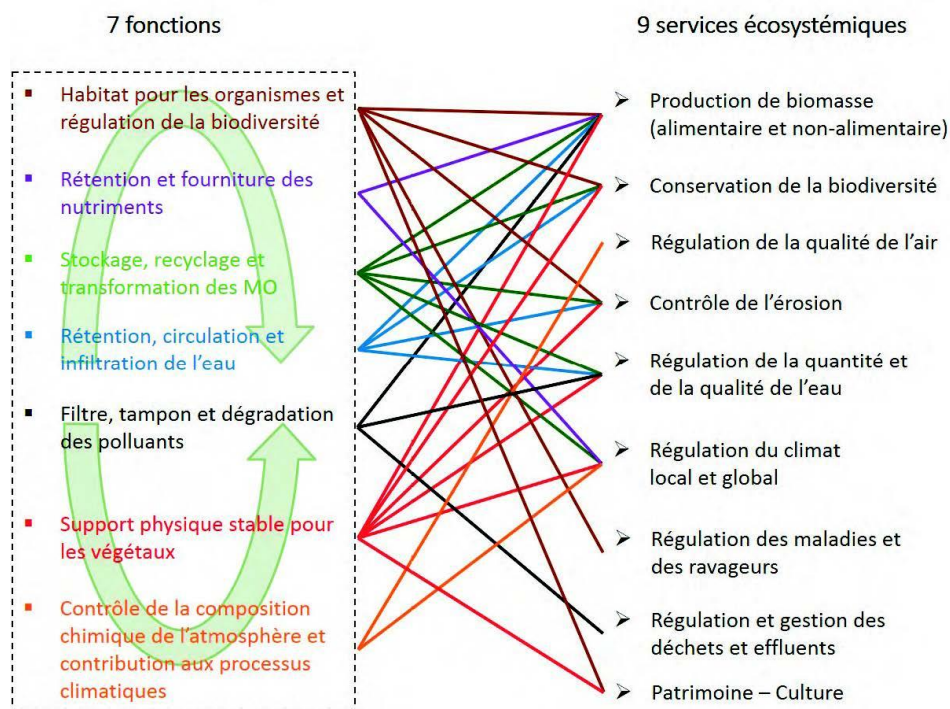 7 fonctions
Habitat pour les organismes et
régulation de la biodiversité
Rétention et fourniture des
nutriments
Stockage, recyclage et
transformation des MO
Rétention, circulation et
infiltration de l'eau
Filtre, tampon et dégradation
des polluants
Support physique stable pour
les végétaux
Contrôle de la composition
chimique de l'atmosphère et
contribution aux processus
climatiques
9 services écosystémiques
Production de biomasse
(alimentaire et non-alimentaire)
Conservation de la biodiversité
Régulation de la qualité de l'air
Contrôle de l'érosion
Régulation de la quantité et
de la qualité de l'eau
Régulation du climat
local et global
Régulation des maladies et
des ravageurs
Régulation et gestion des
déchets et effluents
Patrimoine – Culture